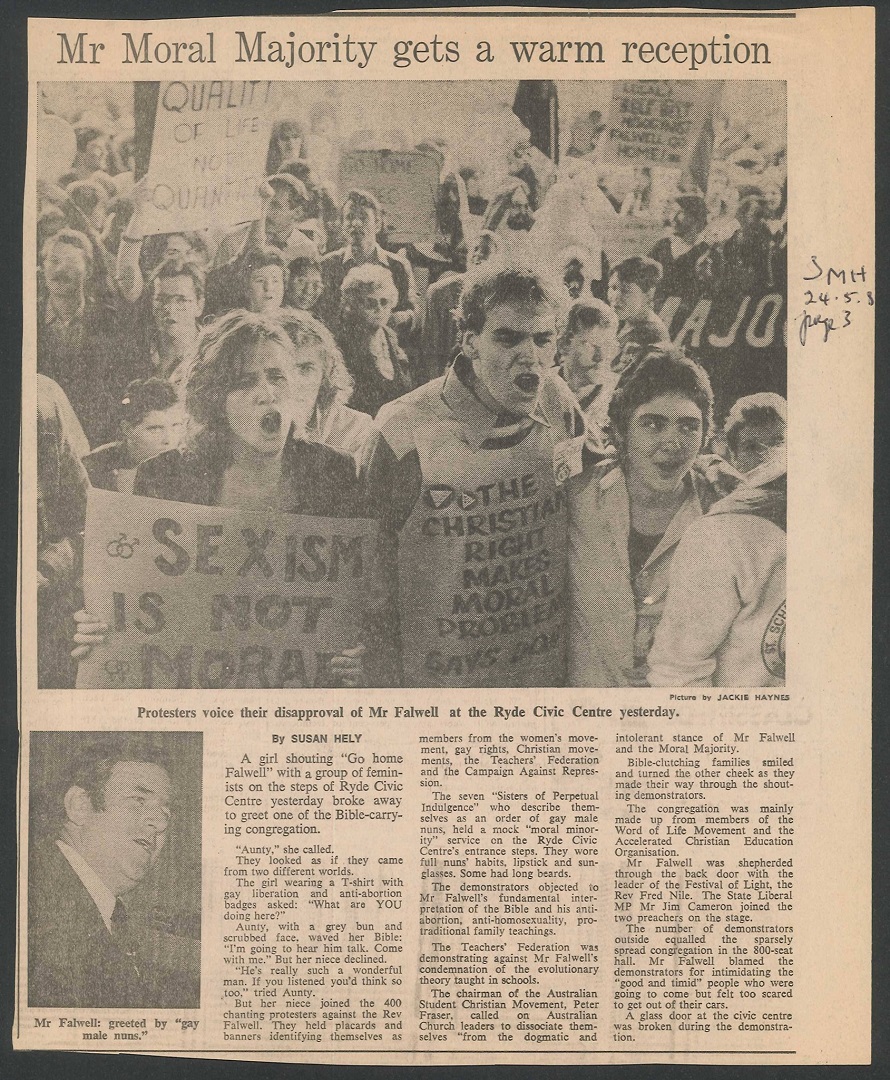 Mr Moral Majority gets a warm reception
QUALITY
OF LIFE
NOT
QUANTITY
GO HOME
FALWELL GO
HOME!
MAJO
SMH
24.5.8
page 3
SEXISM
IS NOT
MORAL
THE
CHRISTIAN
RIGHT
MAKES
MORAL
PROBLEM
GAYS DON
ST. SCH
Picture by JACKIE HAYNES
Protesters voice their disapproval of Mr Falwell at the Ryde Civic Centre yesterday.
Mr Falwell: greeted by “gay
male nuns.”
By SUSAN HELY
A girl shouting “Go home
Falwell” with a group of femin-
ists on the steps of Ryde Civic
Centre yesterday broke away
to greet one of the Bible-carry-
ing congregation.
“Aunty,” she called.
They looked as if they came
from two different worlds.
The girl wearing a T-shirt with
gay liberation and anti-abortion
badges asked: “What are YOU
doing here?”
Aunty, with a grey bun and
scrubbed face, waved her Bible:
“I'm going to hear him talk. Come
with me.” But her niece declined.
“He's really such a wonderful
man. If you listened you'd think so
too,” tried Aunty.
But her niece joined the 400
chanting protesters against the Rev
Falwell. They held placards and
banners identifying themselves as
members from the women's move-
ment, gay rights, Christian move-
ments, the Teachers' Federation
and the Campaign Against Repres-
sion.
The seven “Sisters of Perpetual
Indulgence” who describe them-
selves as an order of gay male
nuns, held a mock “moral minor-
ity” service on the Ryde Civic
Centre's entrance steps. They wore
full nuns' habits, lipstick and sun-
glasses. Some had long beards.
The demonstrators objected to
Mr Falwell's fundamental inter-
pretation of the Bible and his anti-
abortion, anti-homosexuality, pro-
traditional family teachings.
The Teachers' Federation was
demonstrating against Mr Falwell's
condemnation of the evolutionary
theory taught in schools.
The chairman of the Australian
Student Christian Movement, Peter
Fraser, called on Australian
Church leaders to dissociate them-
selves “from the dogmatic and
intolerant stance of Mr Falwell
and the Moral Majority.
Bible-clutching families smiled
and turned the other cheek as they
made their way through the shout-
ing demonstrators.
The congregation was mainly
made up from members of the
Word of Life Movement and the
Accelerated Christian Education
Organisation.
Mr Falwell was shepherded
through the back door with the
leader of the Festival of Light, the
Rev Fred Nile. The State Liberal
MP Mr Jim Cameron joined the
two preachers on the stage.
The number of demonstrators
outside equalled the sparsely
spread congregation in the 800-seat
hall. Mr Falwell blamed the
demonstrators for intimidating the
“good and timid” people who were
going to come but felt too scared
to get out of their cars.
A glass door at the civic centre
was broken during the demonstra-
tion.